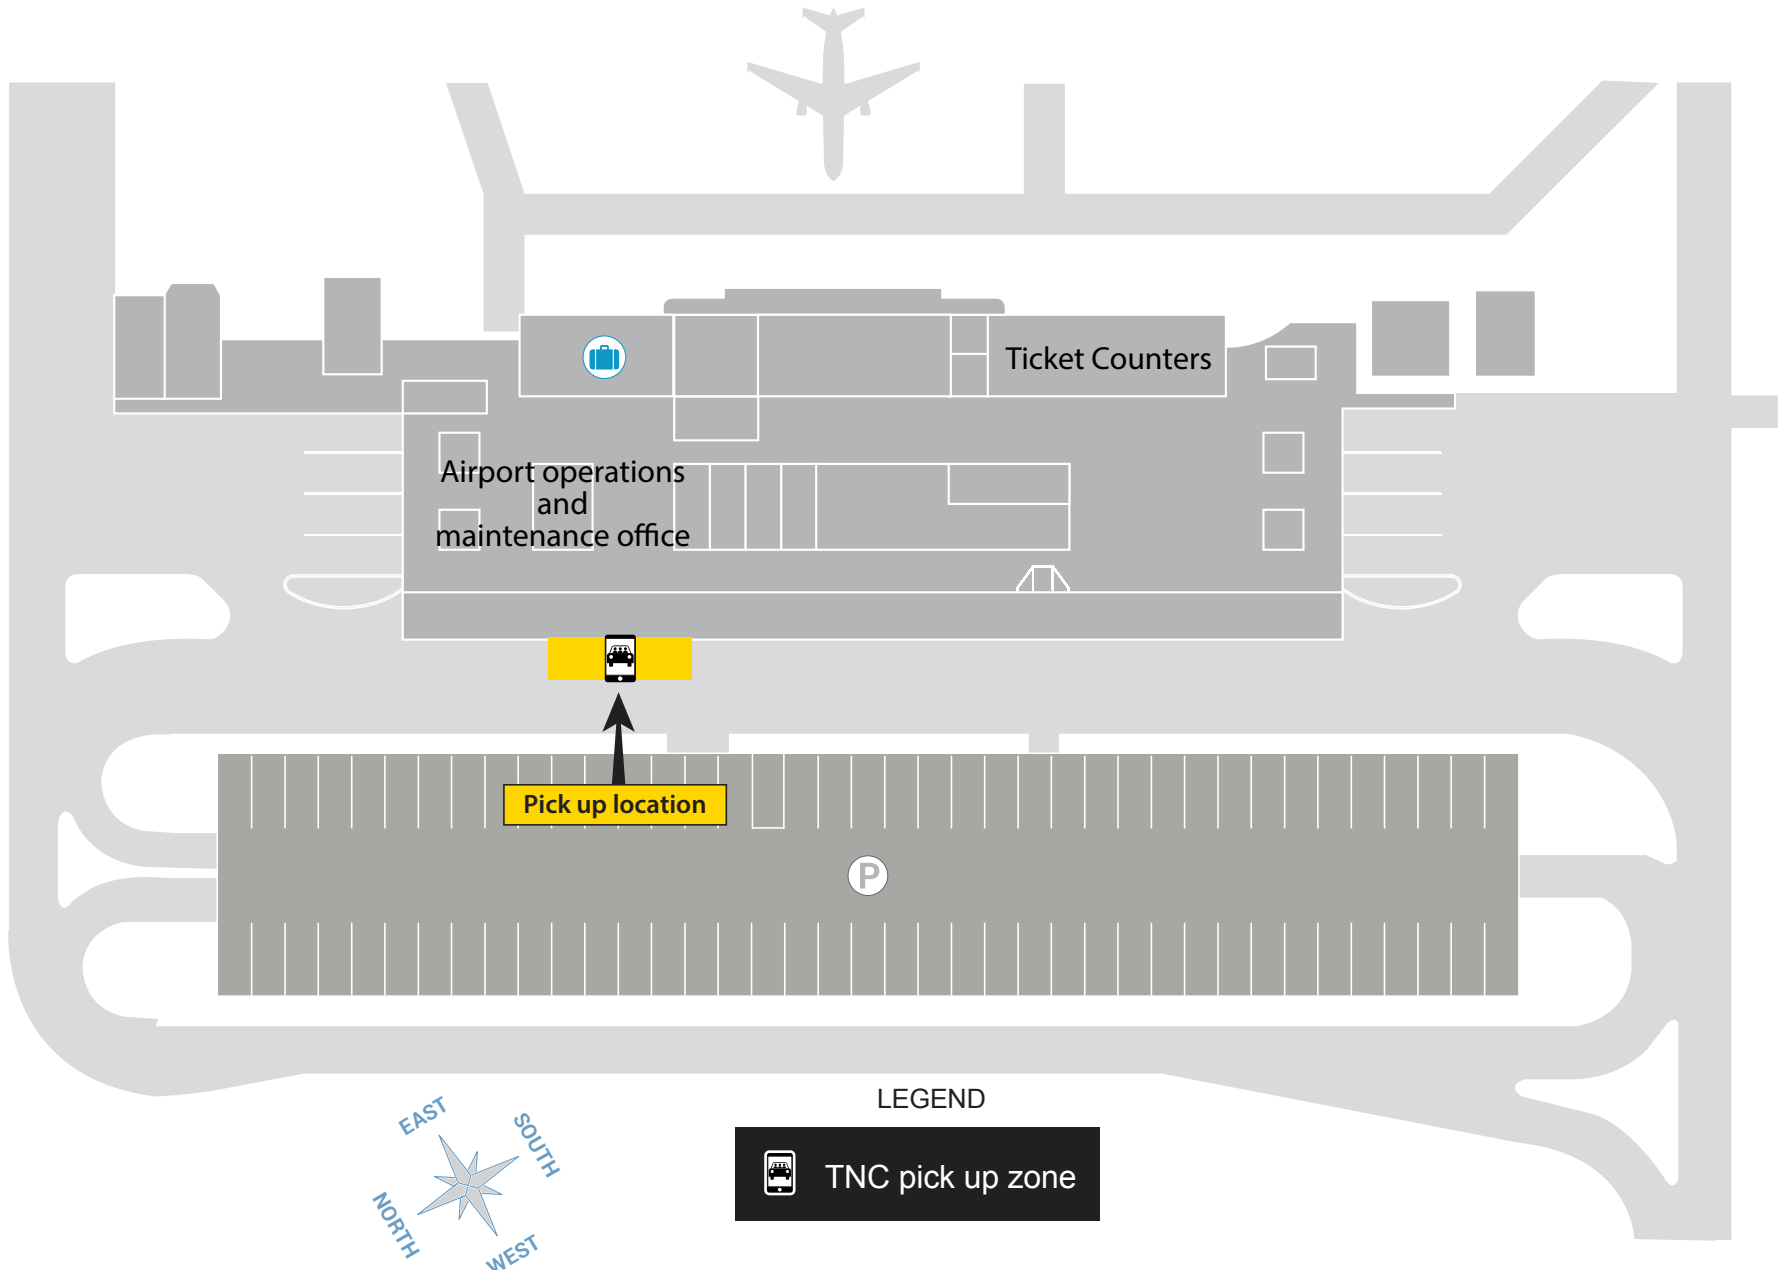 Ticket Counters
Airport operations
and
maintenance office
Pick up location
P
LEGEND
TNC pick up zone
EAST
SOUTH
NORTH
WEST